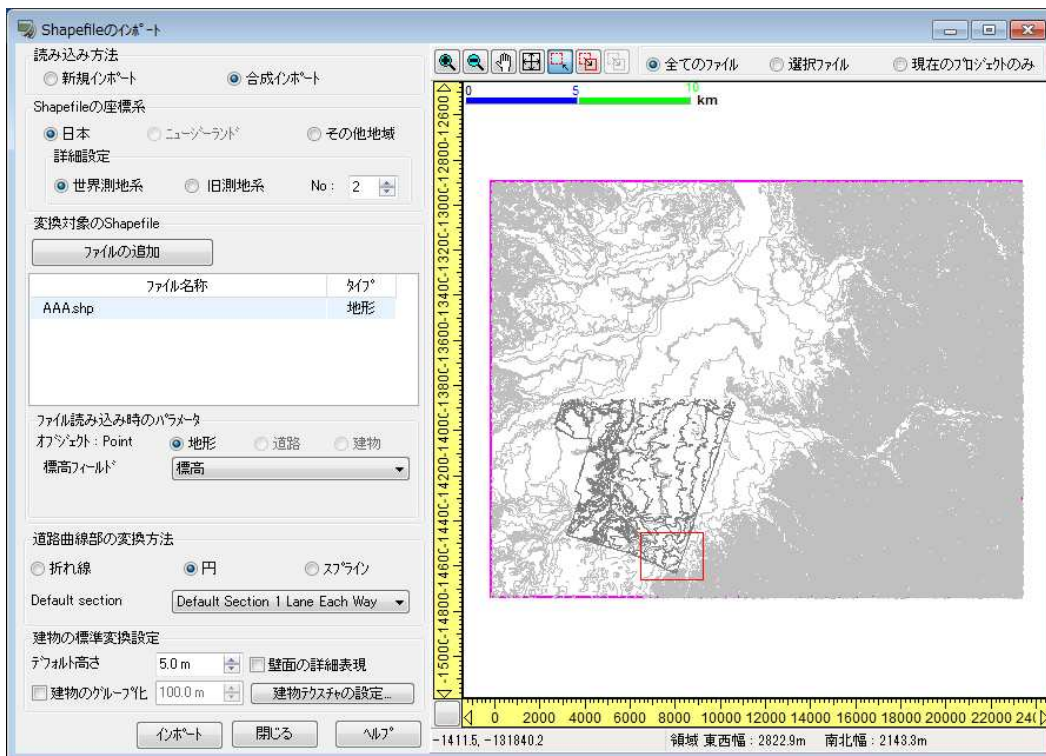 Shapefileのインポート
読み込み方法
新規インポート 合成インポート
Shapefileの座標系
日本 ニュージーランド その他地域
詳細設定
世界測地系 旧測地系 No : 2
変換対象のShapefile
ファイルの追加
ファイル名称 タイプ
AAA.shp 地形
ファイル読み込み時のパラメータ
オブジェクト : Point 地形 道路 建物
標高フィールド 標高
道路曲線部の変換方法
折れ線 円 スプライン
Default section Default Section 1 Lane Each Way
建物の標準変換設定
デフォルト高さ 5.0 m 壁面の詳細表現
建物のグループ化 100.0 m 建物テクスチャの設定...
インポート 閉じる ヘルプ
全てのファイル 選択ファイル 現在のプロジェクトのみ
0 5 10
km
0 2000 4000 6000 8000 10000 12000 14000 16000 18000 20000 22000
-1411.5, -131840.2 領域 東西幅 : 2822.9m 南北幅 : 2143.3m